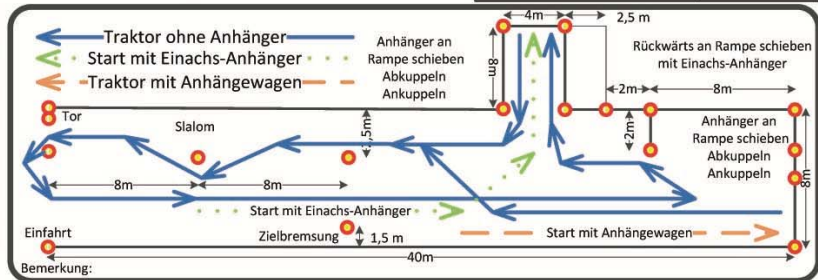 4m
2,5 m
Traktor ohne Anhänger
Start mit Einachs-Anhänger
Traktor mit Anhängewagen
Anhänger an
Rampe schieben
Abkuppeln
Ankuppeln
8m
Rückwärts an Rampe schieben
mit Einachs-Anhänger
2m
8m
Tor
Slalom
2m
Anhänger an
Rampe schieben
Abkuppeln
Ankuppeln
8m
8m
8m
Start mit Einachs-Anhänger
Einfahrt
Zielbremsung
1,5 m
Start mit Anhängewagen
40m
Bemerkung: